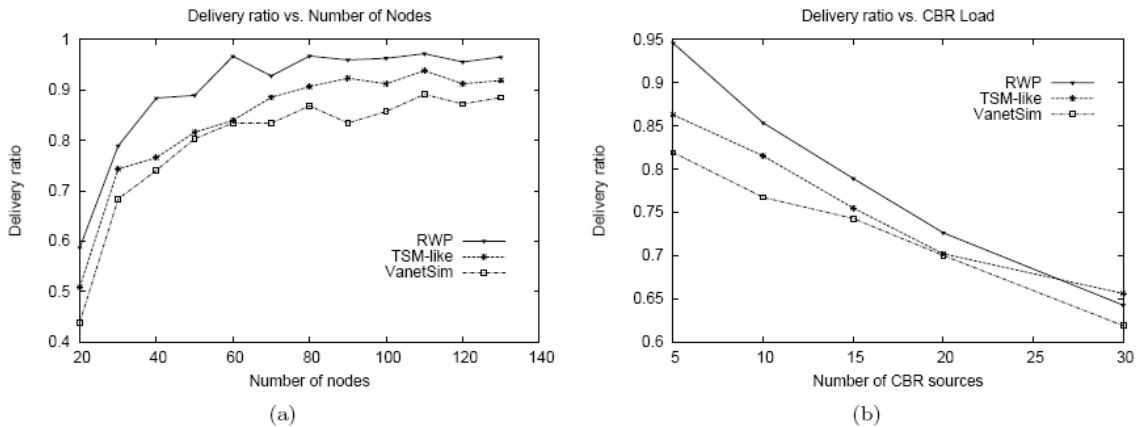 Delivery ratio vs. Number of Nodes
1
0.9
0.8
0.7
0.6
0.5
0.4
Delivery ratio
RWP
TSM-like
VanetSim
20 40 60 80 100 120 140
Number of nodes
(a)
Delivery ratio vs. CBR Load
0.95
0.9
0.85
0.8
0.75
0.7
0.65
0.6
Delivery ratio
RWP
TSM-like
VanetSim
5 10 15 20 25 30
Number of CBR sources
(b)